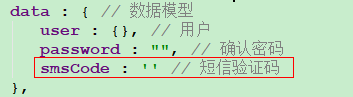 data : { // 数据模型
user : {}, // 用户
password : "", // 确认密码
smsCode : '' // 短信验证码
},